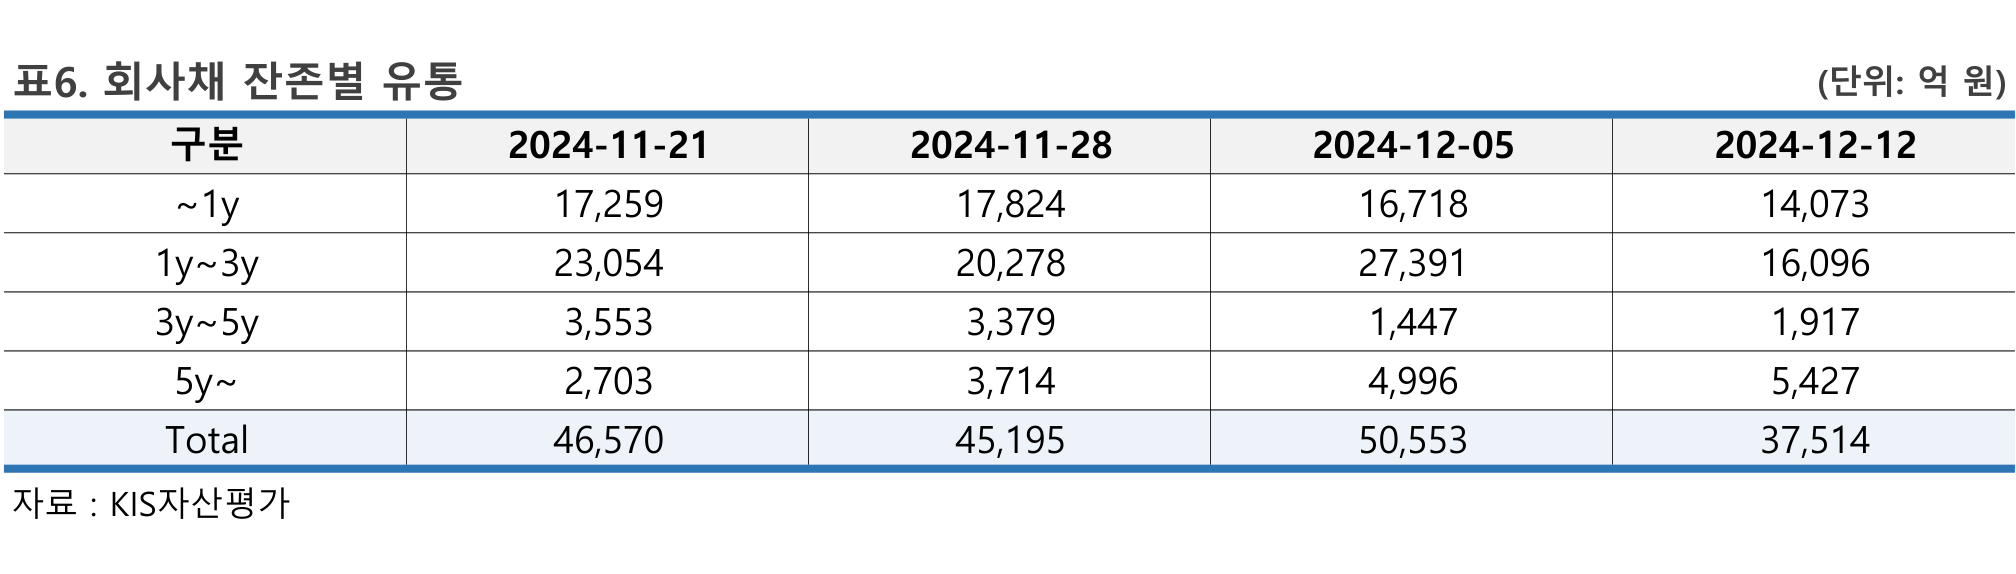 표6. 회사채 잔존별 유통 (단위: 억 원)
구분 2024-11-21 2024-11-28 2024-12-05 2024-12-12
~1y 17,259 17,824 16,718 14,073
1y~3y 23,054 20,278 27,391 16,096
3y~5y 3,553 3,379 1,447 1,917
5y~ 2,703 3,714 4,996 5,427
Total 46,570 45,195 50,553 37,514
자료 : KIS자산평가